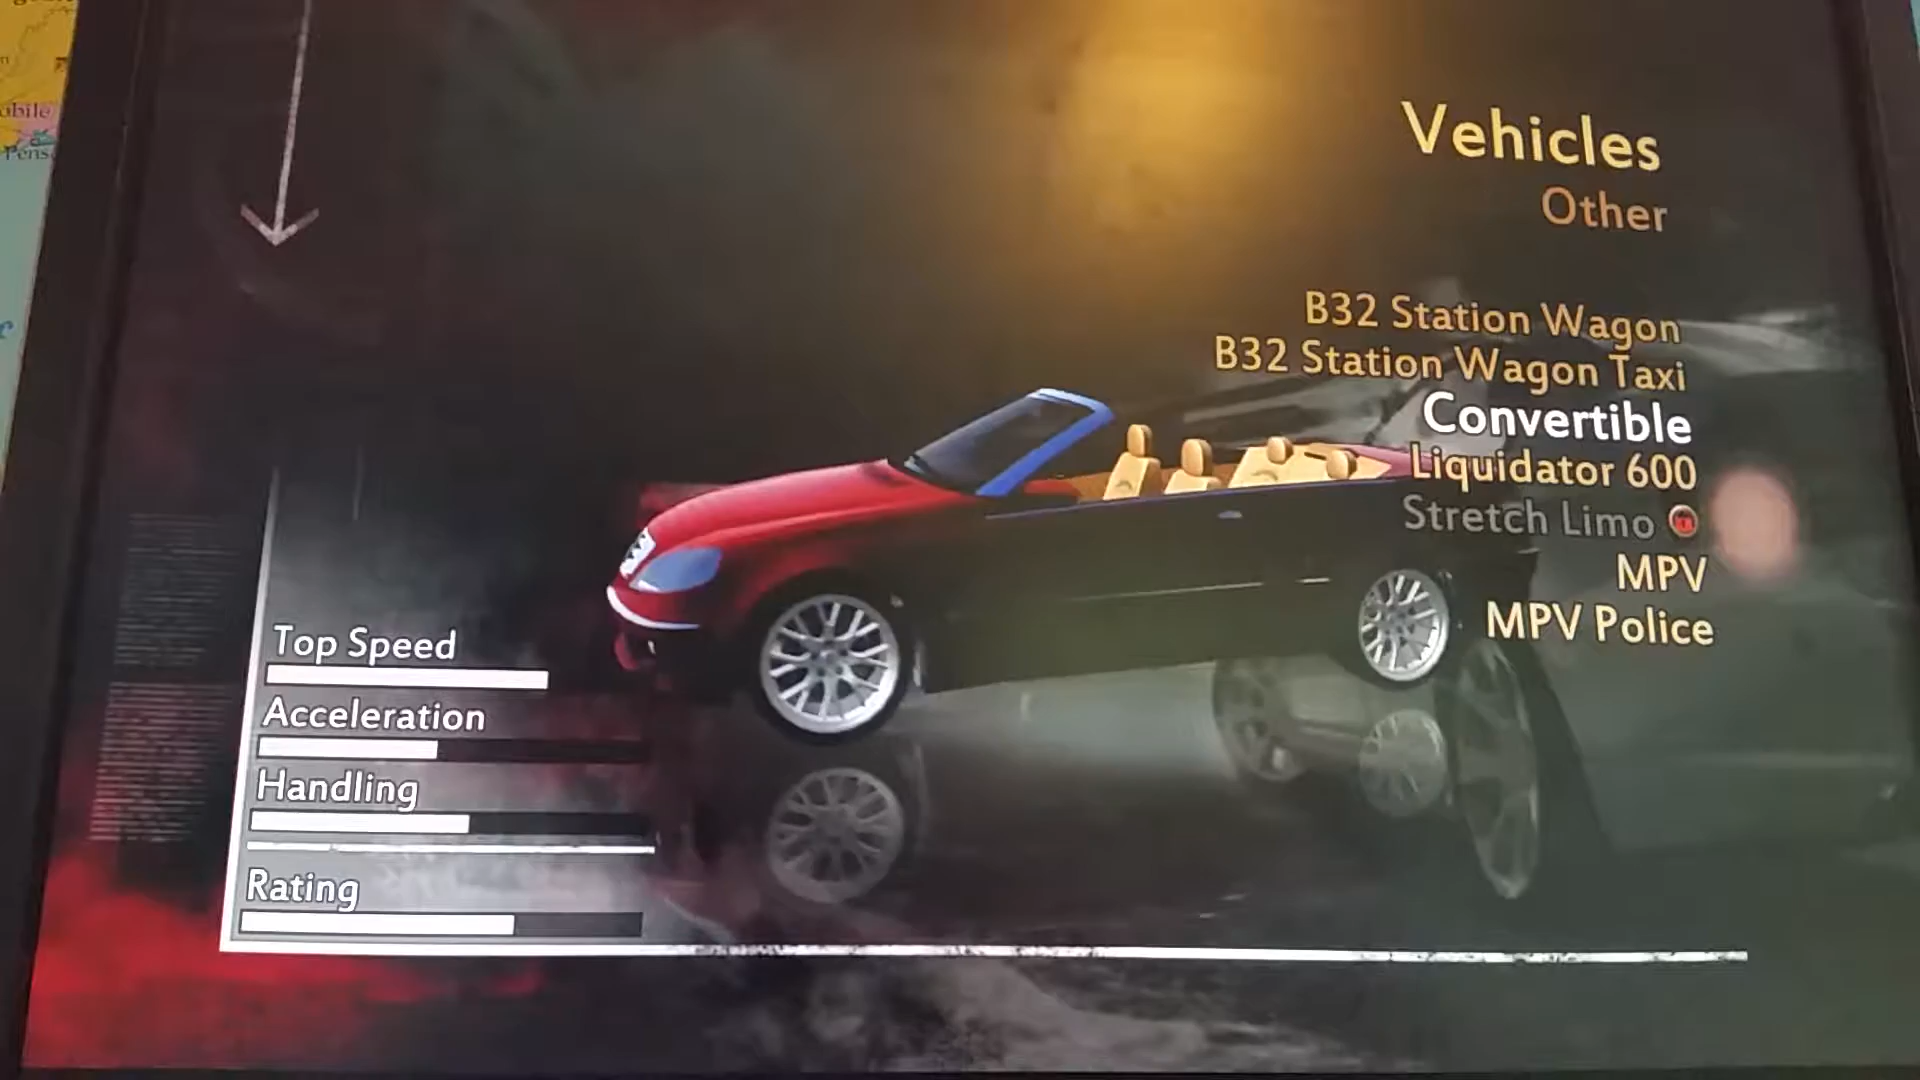 obile
Vehicles
Other
B32 Station Wagon
B32 Station Wagon Taxi
Convertible
Liquidator 600
Stretch Limo
MPV
MPV Police
Top Speed
Acceleration
Handling
Rating